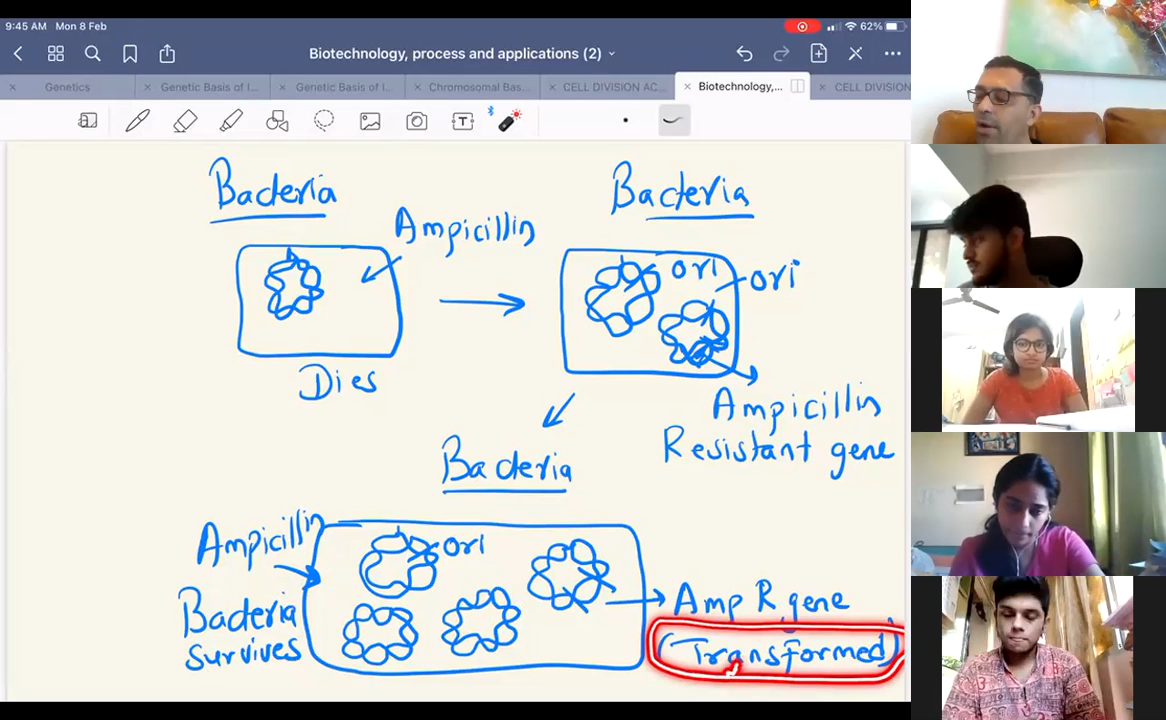 9:45 AM Mon 8 Feb
62%
Biotechnology, process and applications (2)
Genetics
Genetic Basis of I...
Genetic Basis of I...
Chromosomal Bas...
CELL DIVISION AC...
Biotechnology,...
CELL DIVISION
T
Bacteria
Ampicillin
Dies
Bacteria
ori
ori
Ampicillin
Resistant gene
Bacteria
Ampicillin
Bacteria
survives
ori
Amp R gene
(Transformed)